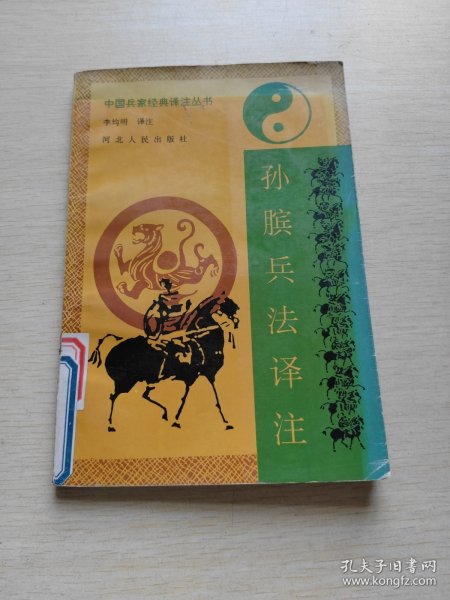 中国兵家经典译注丛书
李均明 译注
河北人民出版社
孙膑兵法译注
孔夫子旧书网
www.kongfz.com